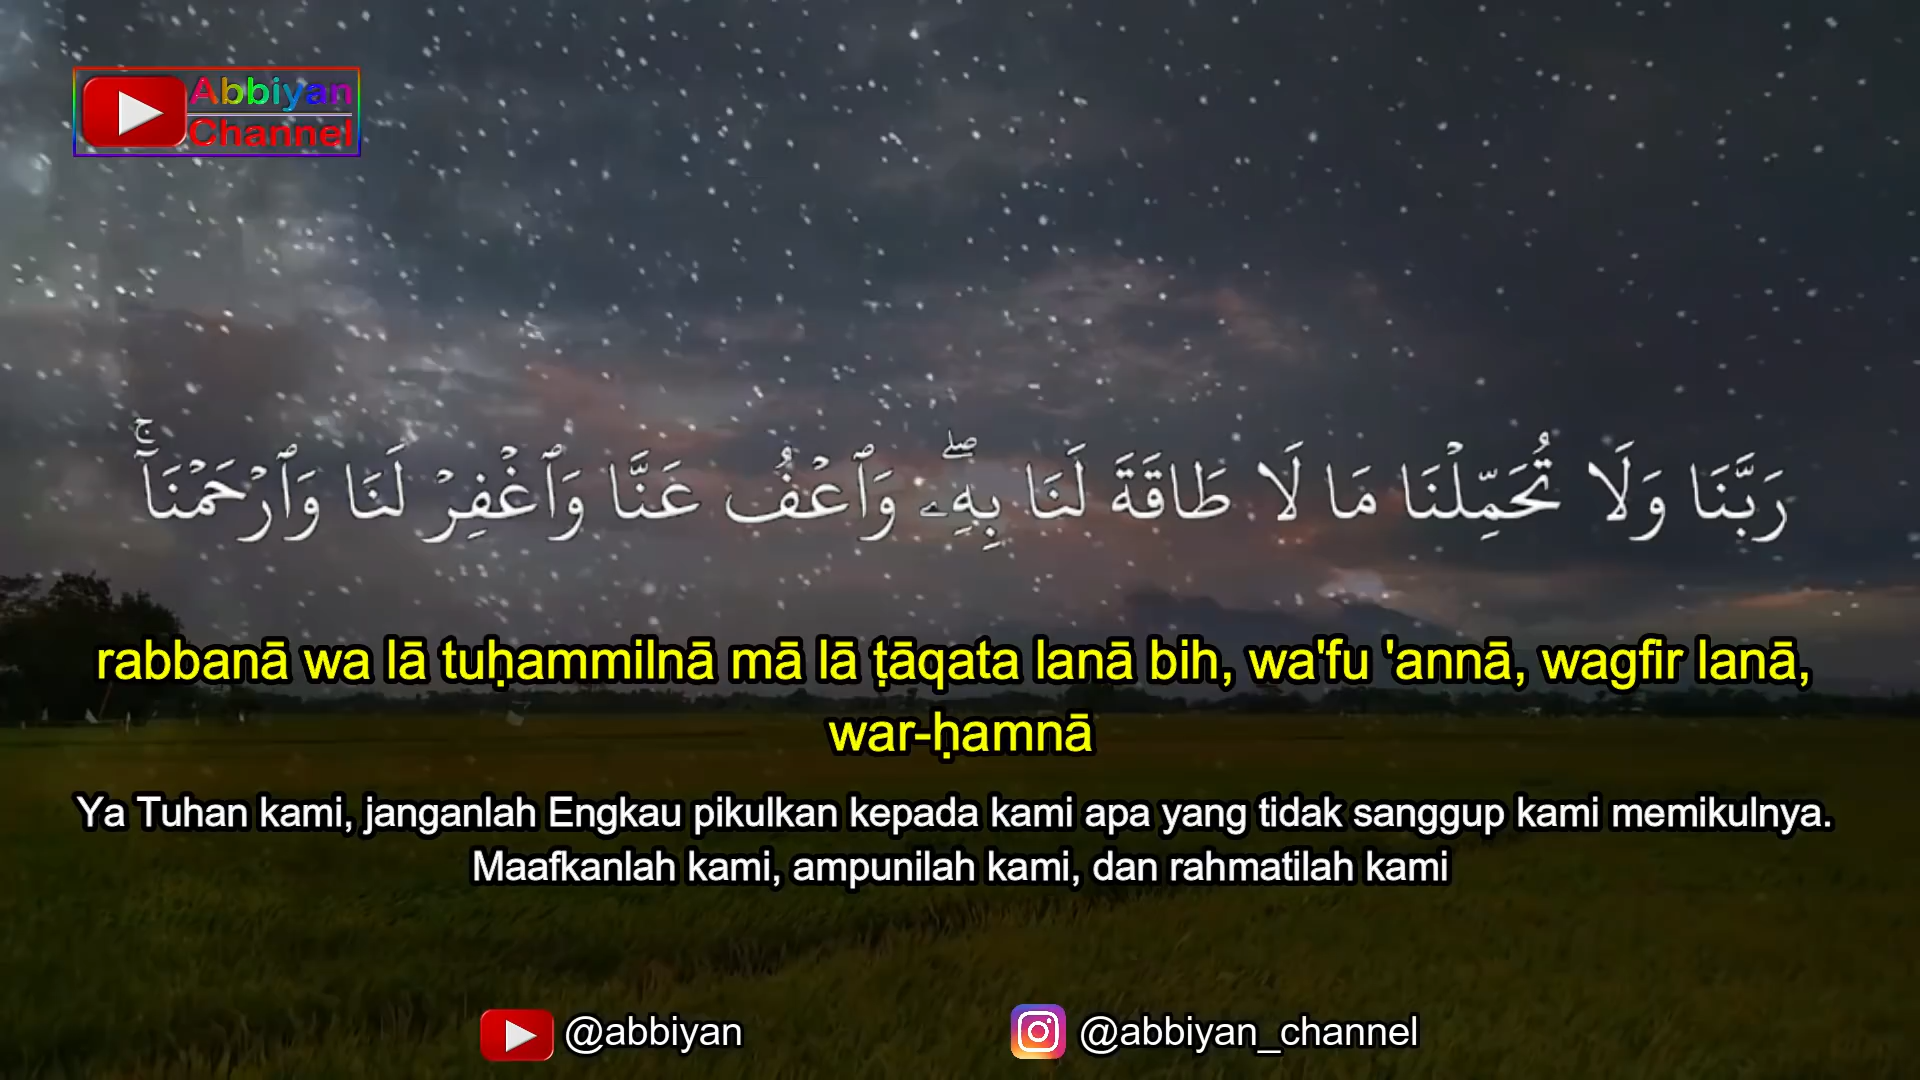 Abbiyan
Channel
رَبَّنَا وَلَا تُحَمِّلْنَا مَا لَا طَاقَةَ لَنَا بِهِۦۖ وَٱعْفُ عَنَّا وَٱغْفِرْ لَنَا وَٱرْحَمْنَآۚ
rabbanā wa lā tuḥammilnā mā lā ṭāqata lanā bih, wa'fu 'annā, wagfir lanā,
war-ḥamnā
Ya Tuhan kami, janganlah Engkau pikulkan kepada kami apa yang tidak sanggup kami memikulnya.
Maafkanlah kami, ampunilah kami, dan rahmatilah kami
@abbiyan
@abbiyan_channel